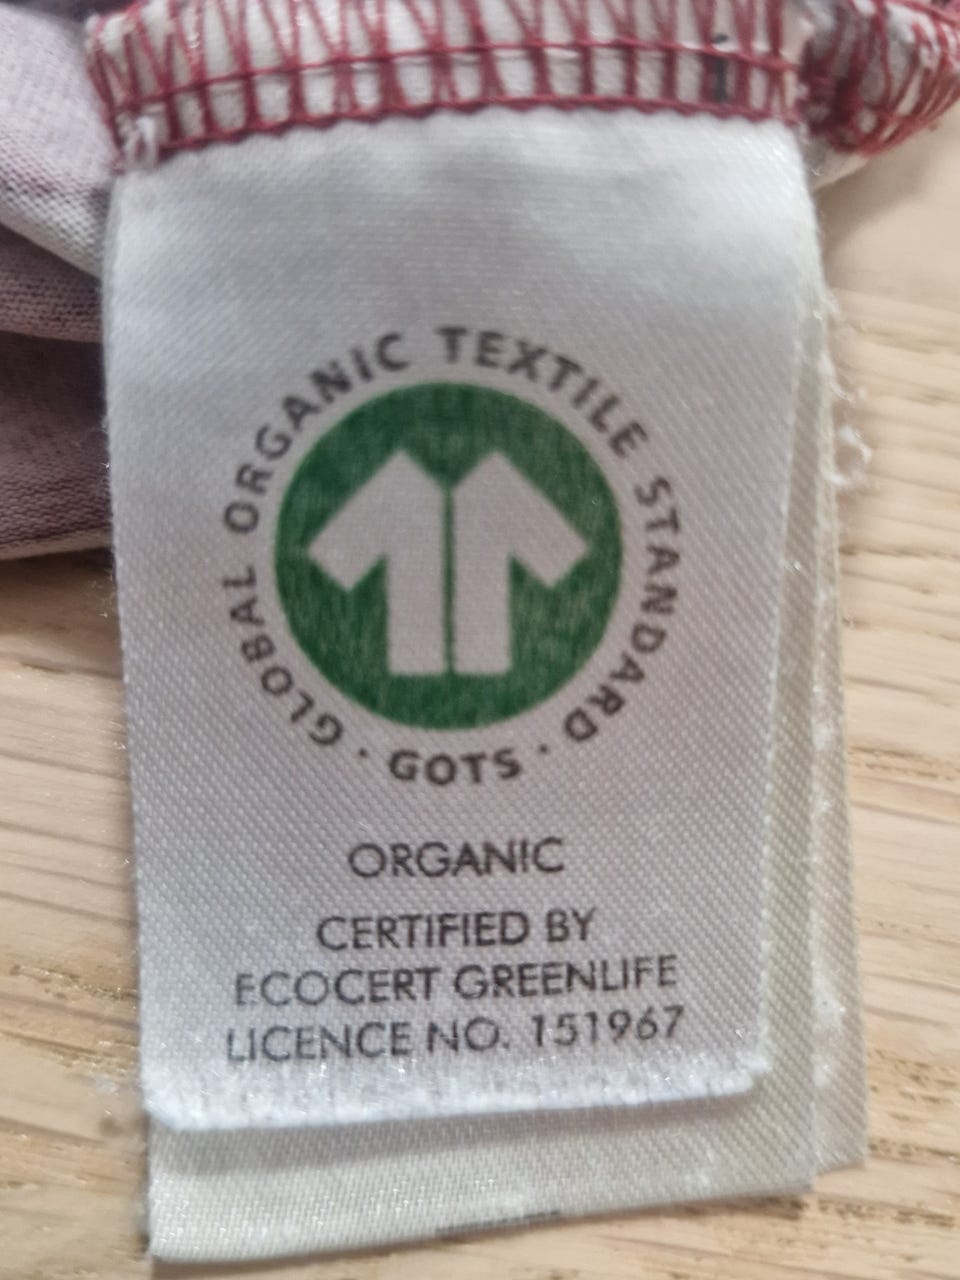 GLOBAL ORGANIC TEXTILE STANDARD · GOTS ·
ORGANIC
CERTIFIED BY
ECOCERT GREENLIFE
LICENCE NO. 151967